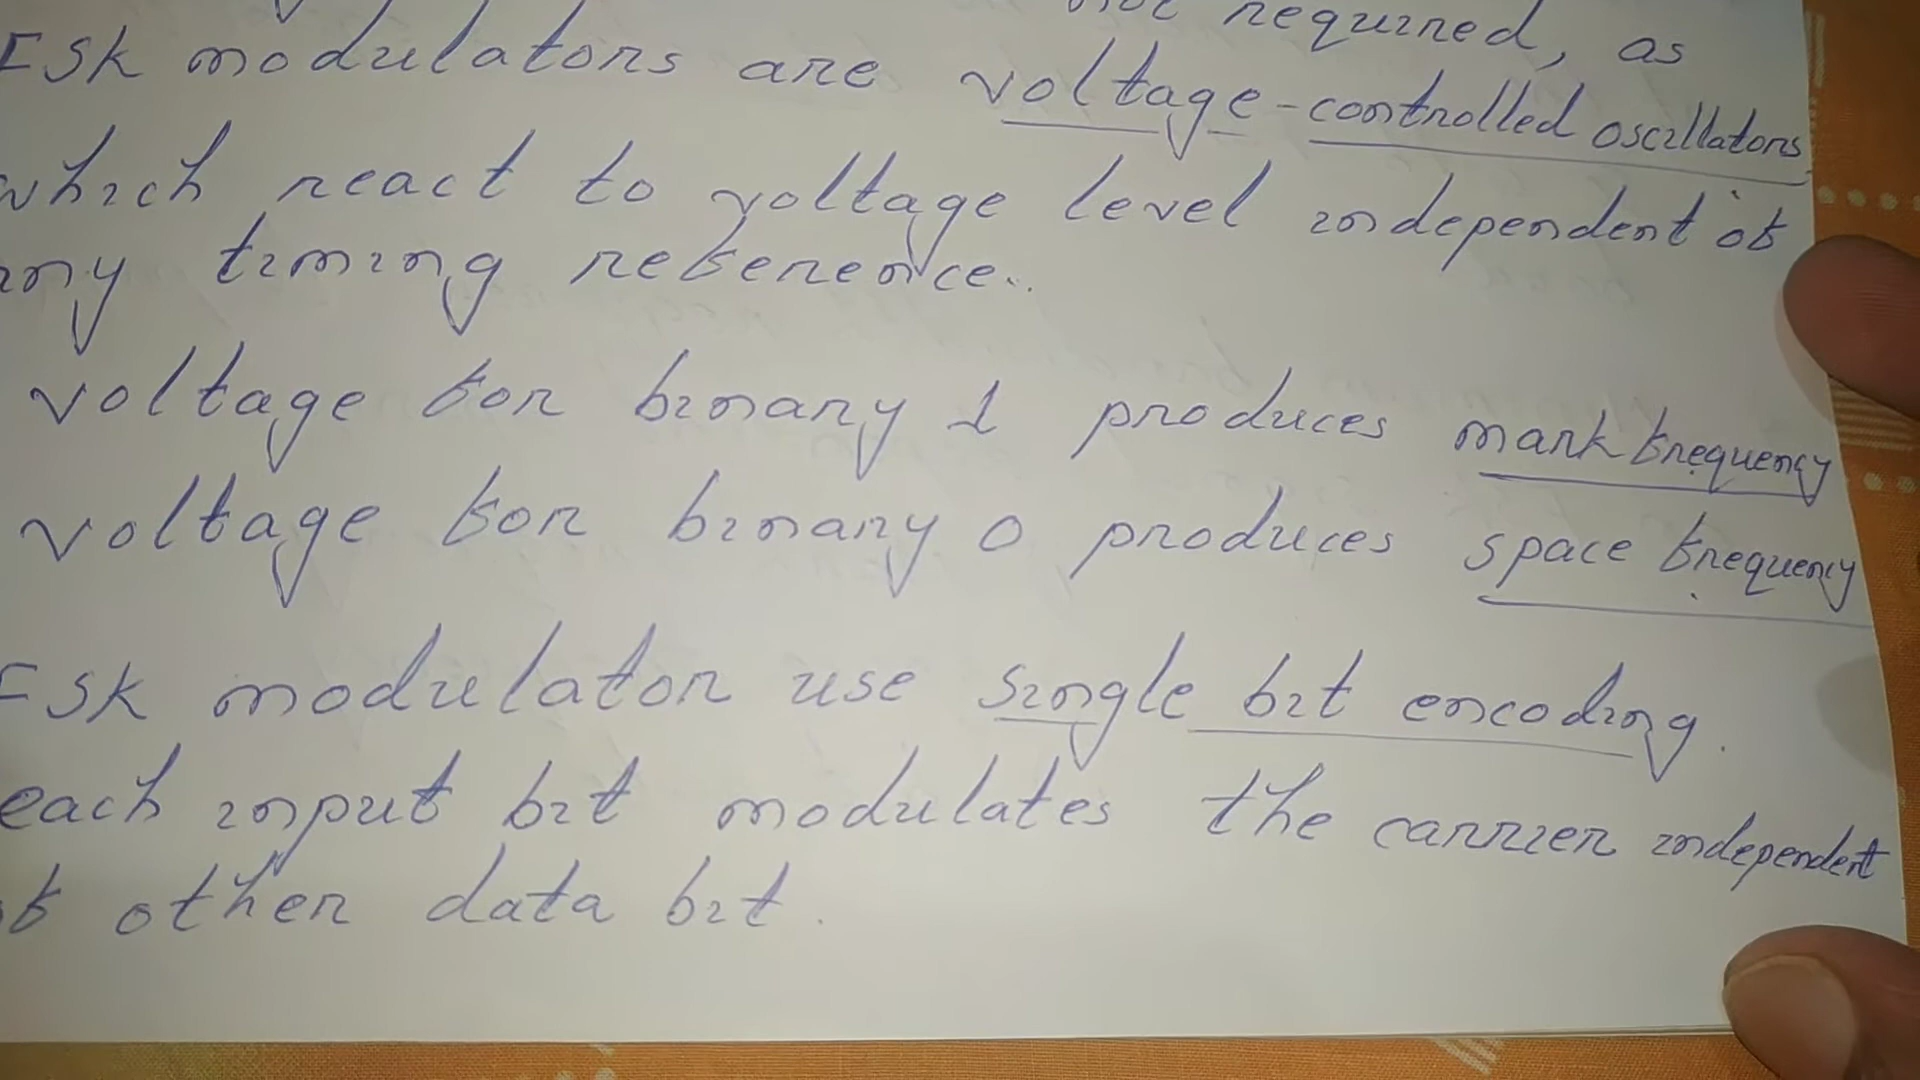 not required, as
FSK modulators are voltage-controlled oscillators
which react to voltage level independent of
any timing reference..
voltage for binary 1 produces mark frequency
voltage for binary 0 produces space frequency
FSK modulator use single bit encoding.
each input bit modulates the carrier independent
of other data bit.